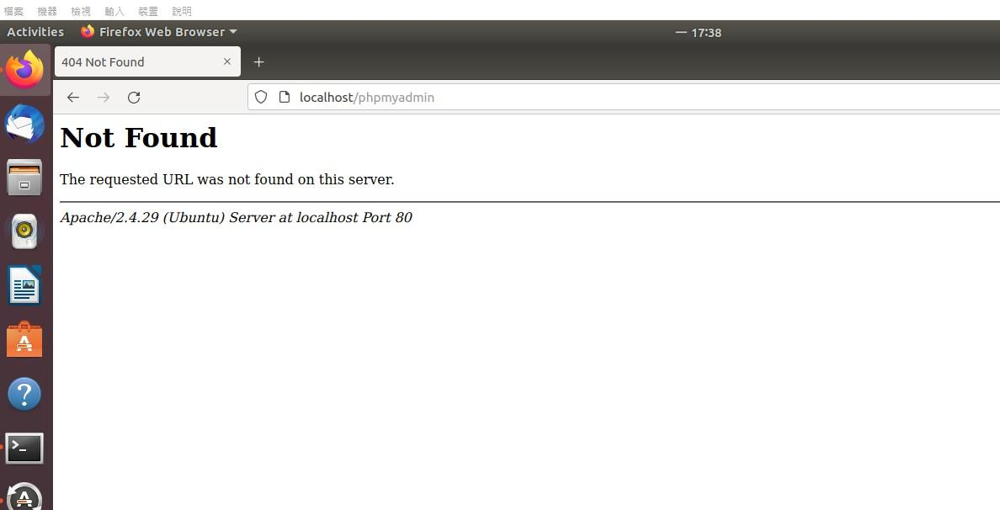 檔案 機器 檢視 輸入 裝置 說明
Activities Firefox Web Browser 17:38
404 Not Found
localhost/phpmyadmin
Not Found
The requested URL was not found on this server.
Apache/2.4.29 (Ubuntu) Server at localhost Port 80